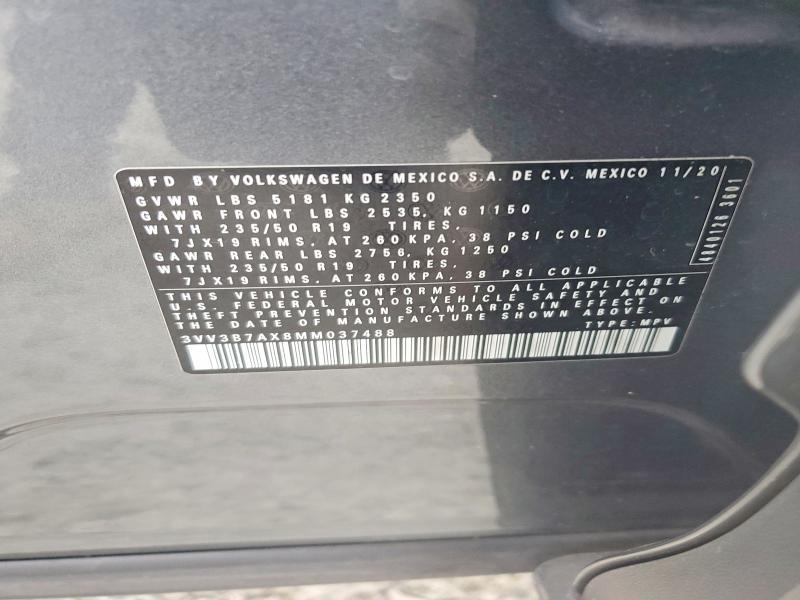 MFD BY VOLKSWAGEN DE MEXICO S.A. DE C.V. MEXICO 11/20
GVWR LBS 5181 KG 2350
GAWR FRONT LBS 2535, KG 1150
WITH 235/50 R19 TIRES,
7JX19 RIMS, AT 260 KPA, 38 PSI COLD
GAWR REAR LBS 2756, KG 1250
WITH 235/50 R19 TIRES,
7JX19 RIMS, AT 260 KPA, 38 PSI COLD
THIS VEHICLE CONFORMS TO ALL APPLICABLE
U.S. FEDERAL MOTOR VEHICLE SAFETY AND
THEFT PREVENTION STANDARDS IN EFFECT ON
THE DATE OF MANUFACTURE SHOWN ABOVE.
TYPE: MPV
3VV3B7AX8MM037488
3601